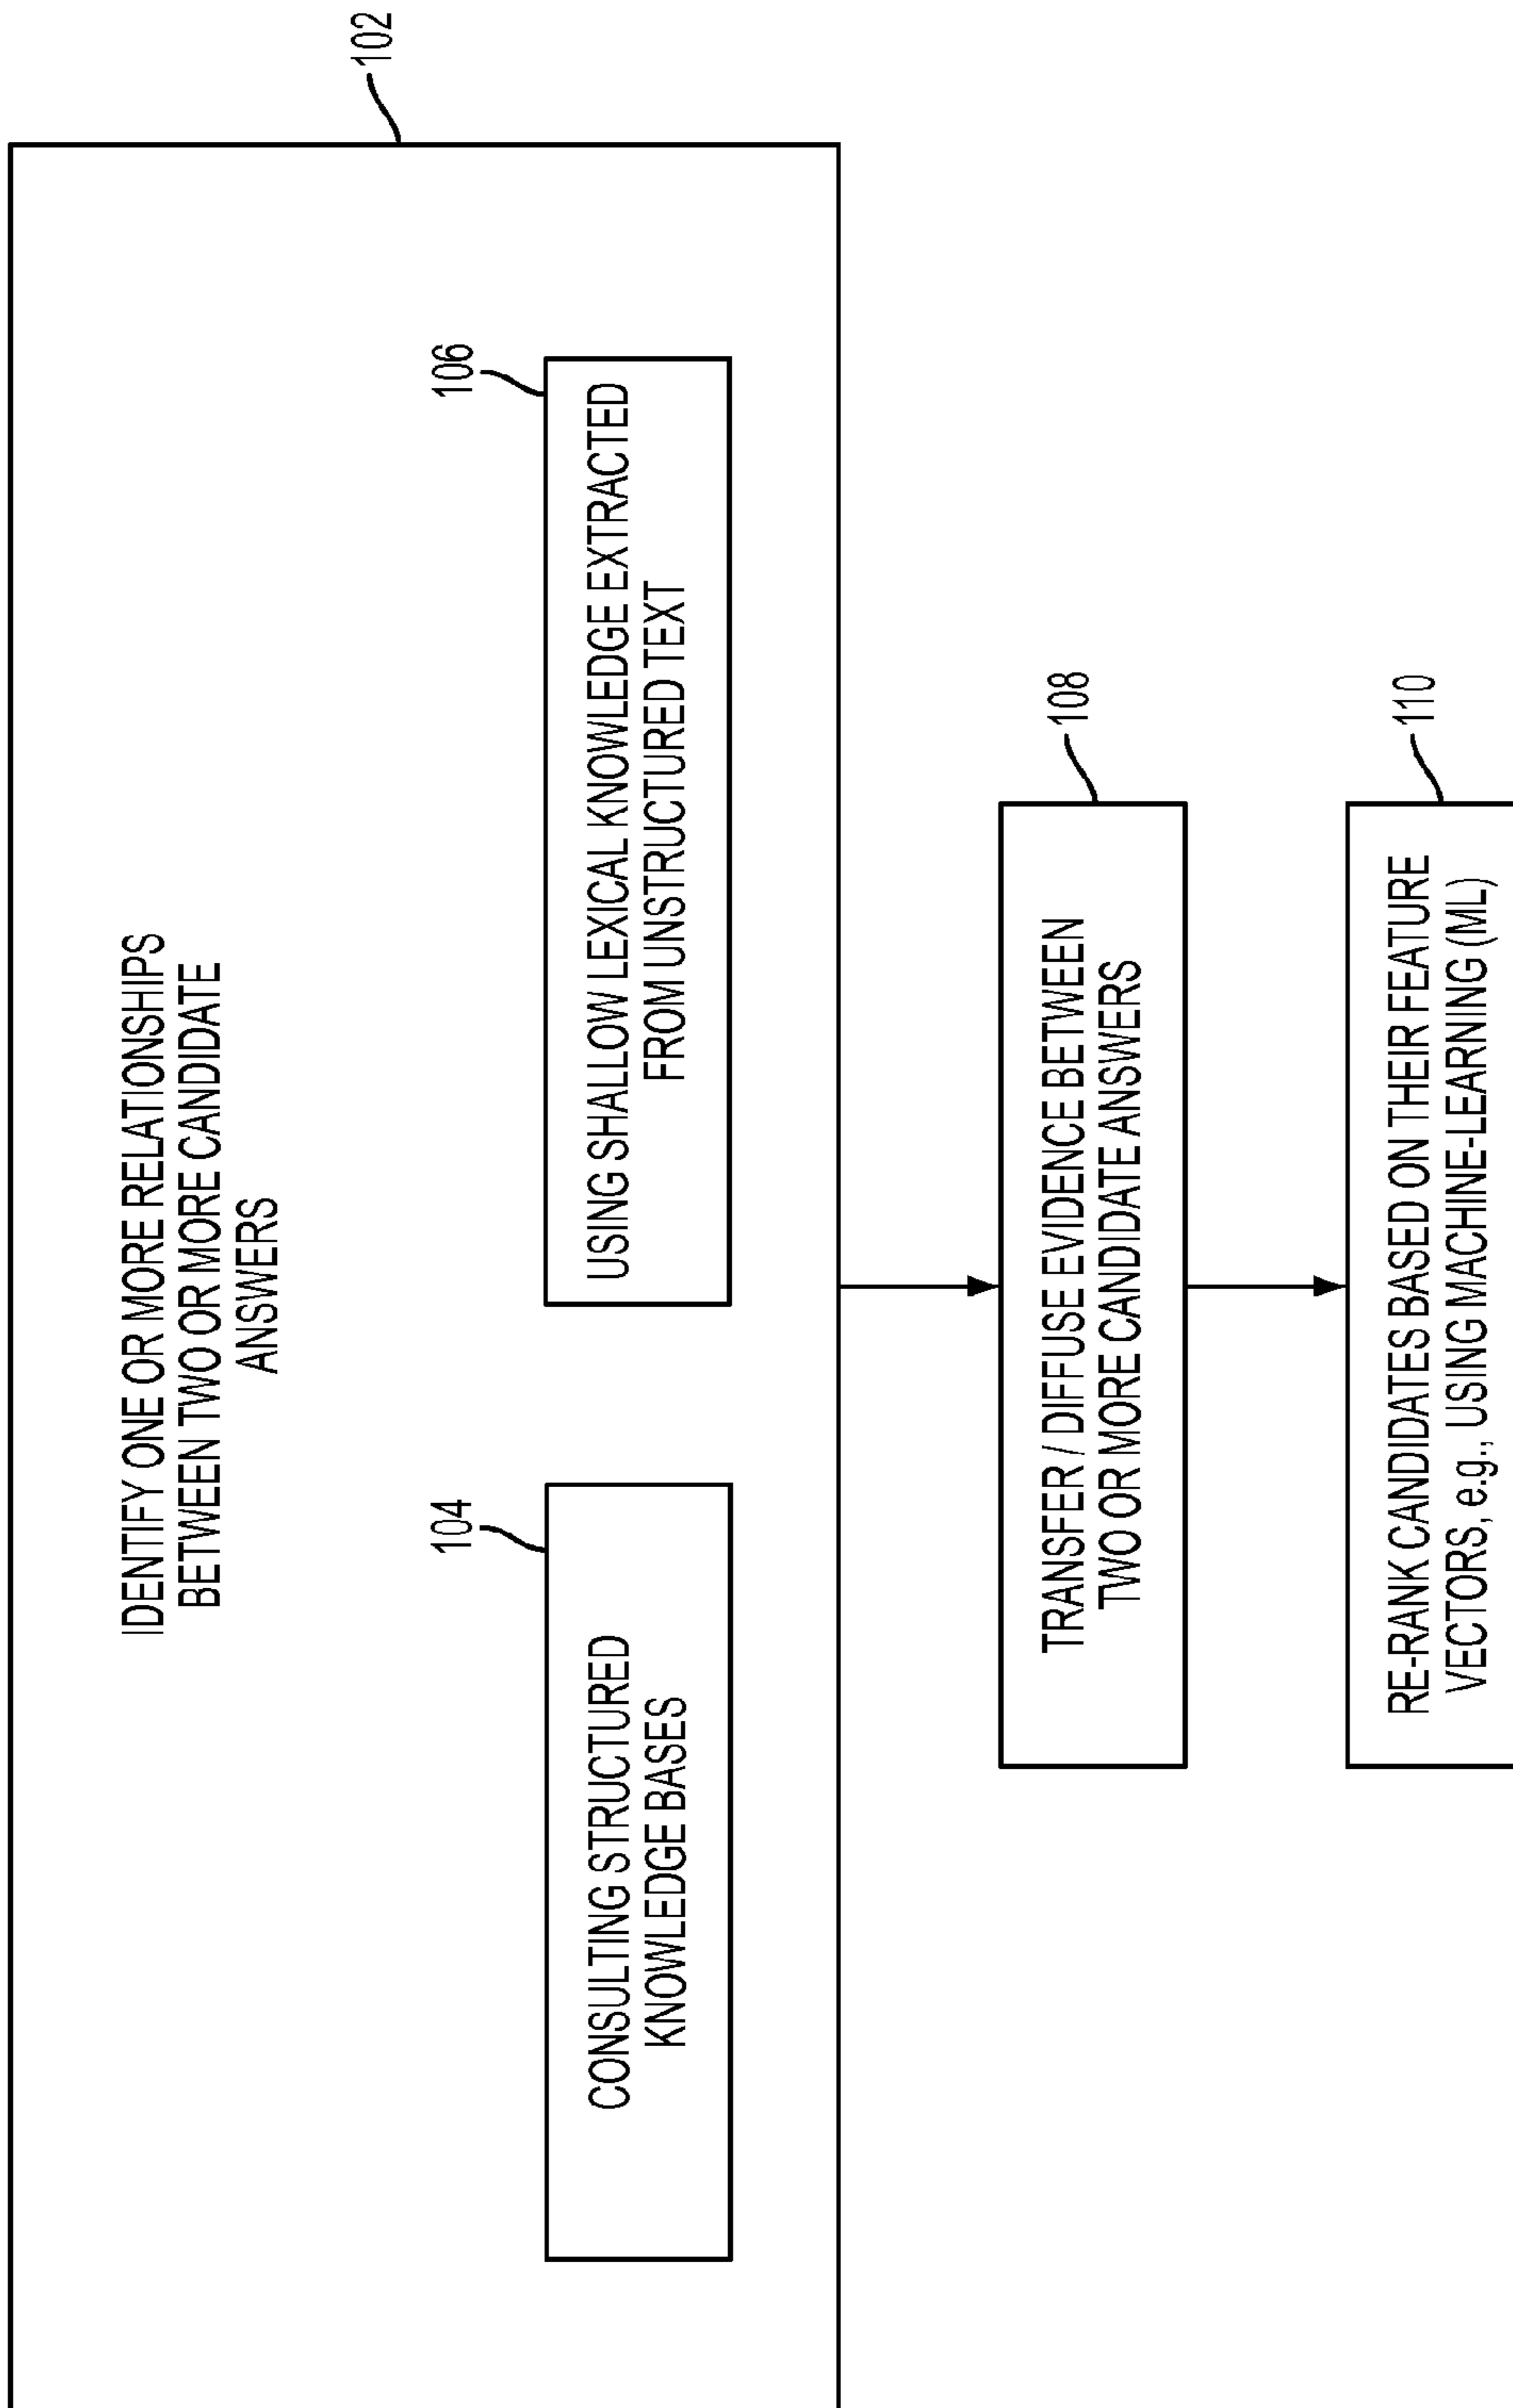 102
IDENTIFY ONE OR MORE RELATIONSHIPS
BETWEEN TWO OR MORE CANDIDATE
ANSWERS
104
CONSULTING STRUCTURED
KNOWLEDGE BASES
106
USING SHALLOW LEXICAL KNOWLEDGE EXTRACTED
FROM UNSTRUCTURED TEXT
108
TRANSFER / DIFFUSE EVIDENCE BETWEEN
TWO OR MORE CANDIDATE ANSWERS
110
RE-RANK CANDIDATES BASED ON THEIR FEATURE
VECTORS, e.g., USING MACHINE-LEARNING (ML)